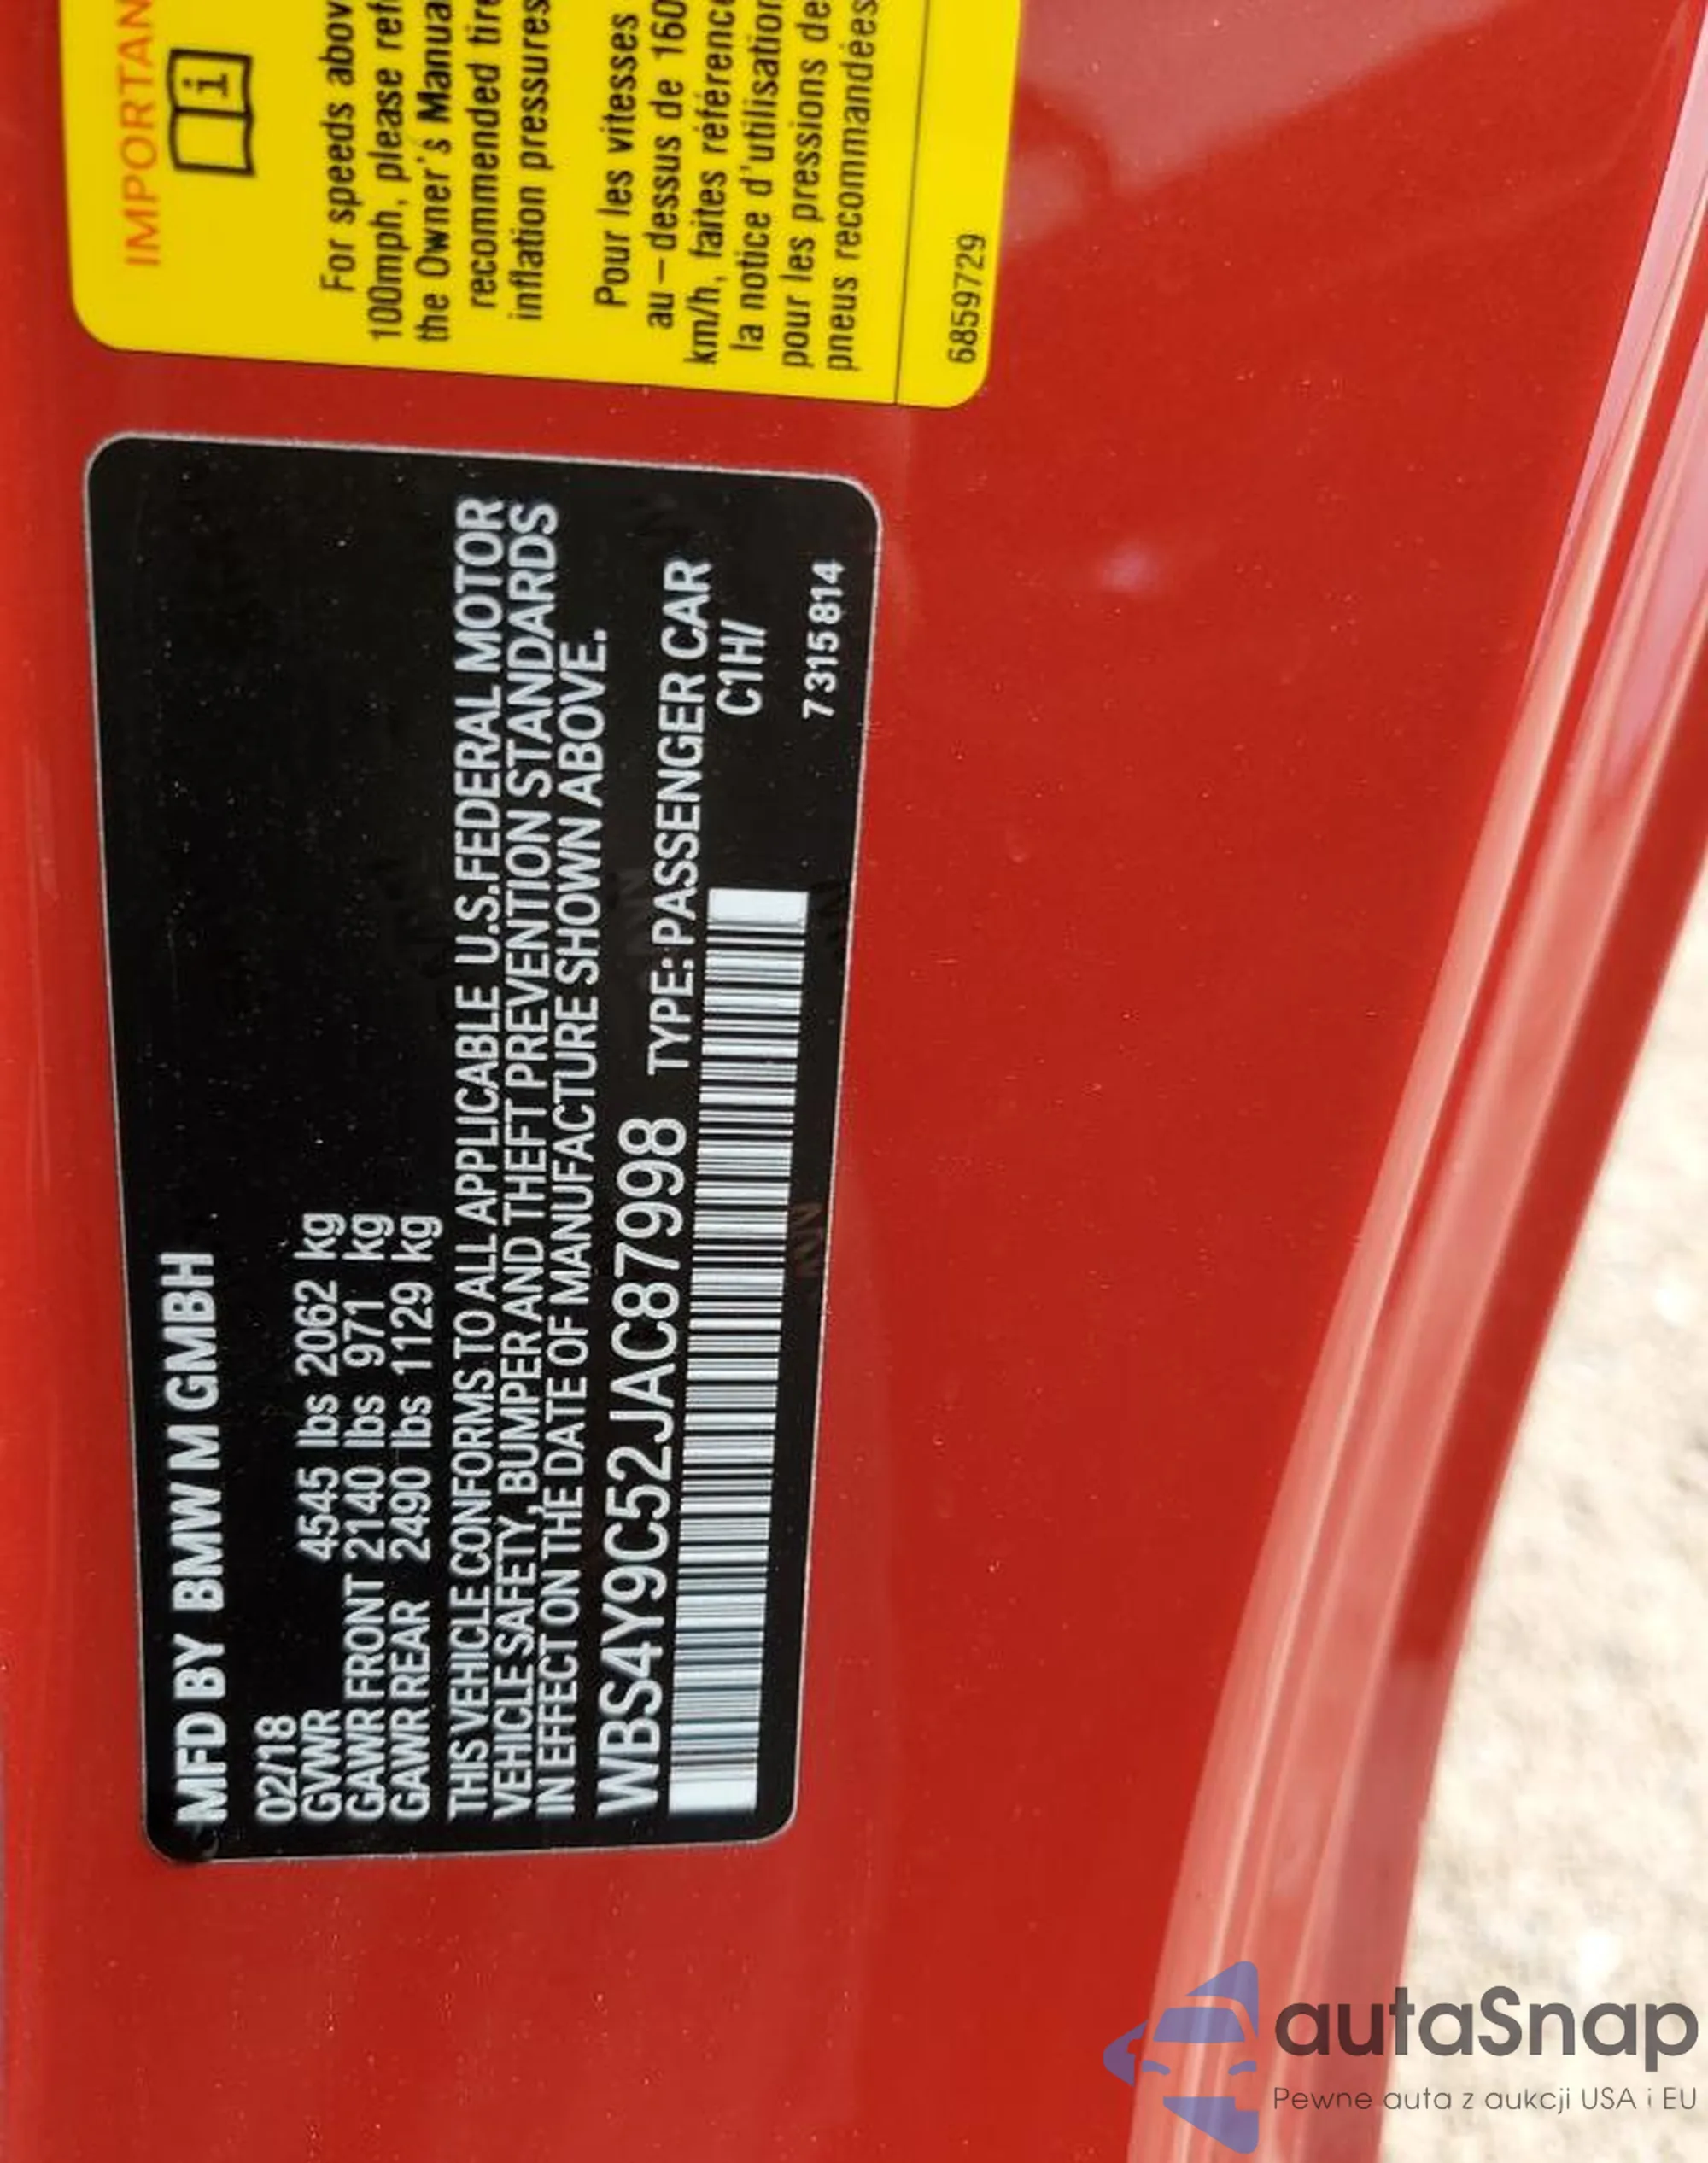 MFD BY BMW M GMBH
02/18
GVWR 4545 lbs 2062 kg
GAWR FRONT 2140 lbs 971 kg
GAWR REAR 2490 lbs 1129 kg
THIS VEHICLE CONFORMS TO ALL APPLICABLE U.S.FEDERAL MOTOR
VEHICLE SAFETY, BUMPER AND THEFT PREVENTION STANDARDS
IN EFFECT ON THE DATE OF MANUFACTURE SHOWN ABOVE.
WBS4Y9C52JAC87998 TYPE: PASSENGER CAR
C1H/
7315814
IMPORTAN
i
For speeds abov
100mph, please ref
the Owner's Manua
recommended tire
inflation pressures
Pour les vitesses
au-dessus de 160
km/h, faites référenc
la notice d'utilisation
pour les pressions de
pneus recommandées
6859729
autaSnap
Pewne auta z aukcji USA i EU